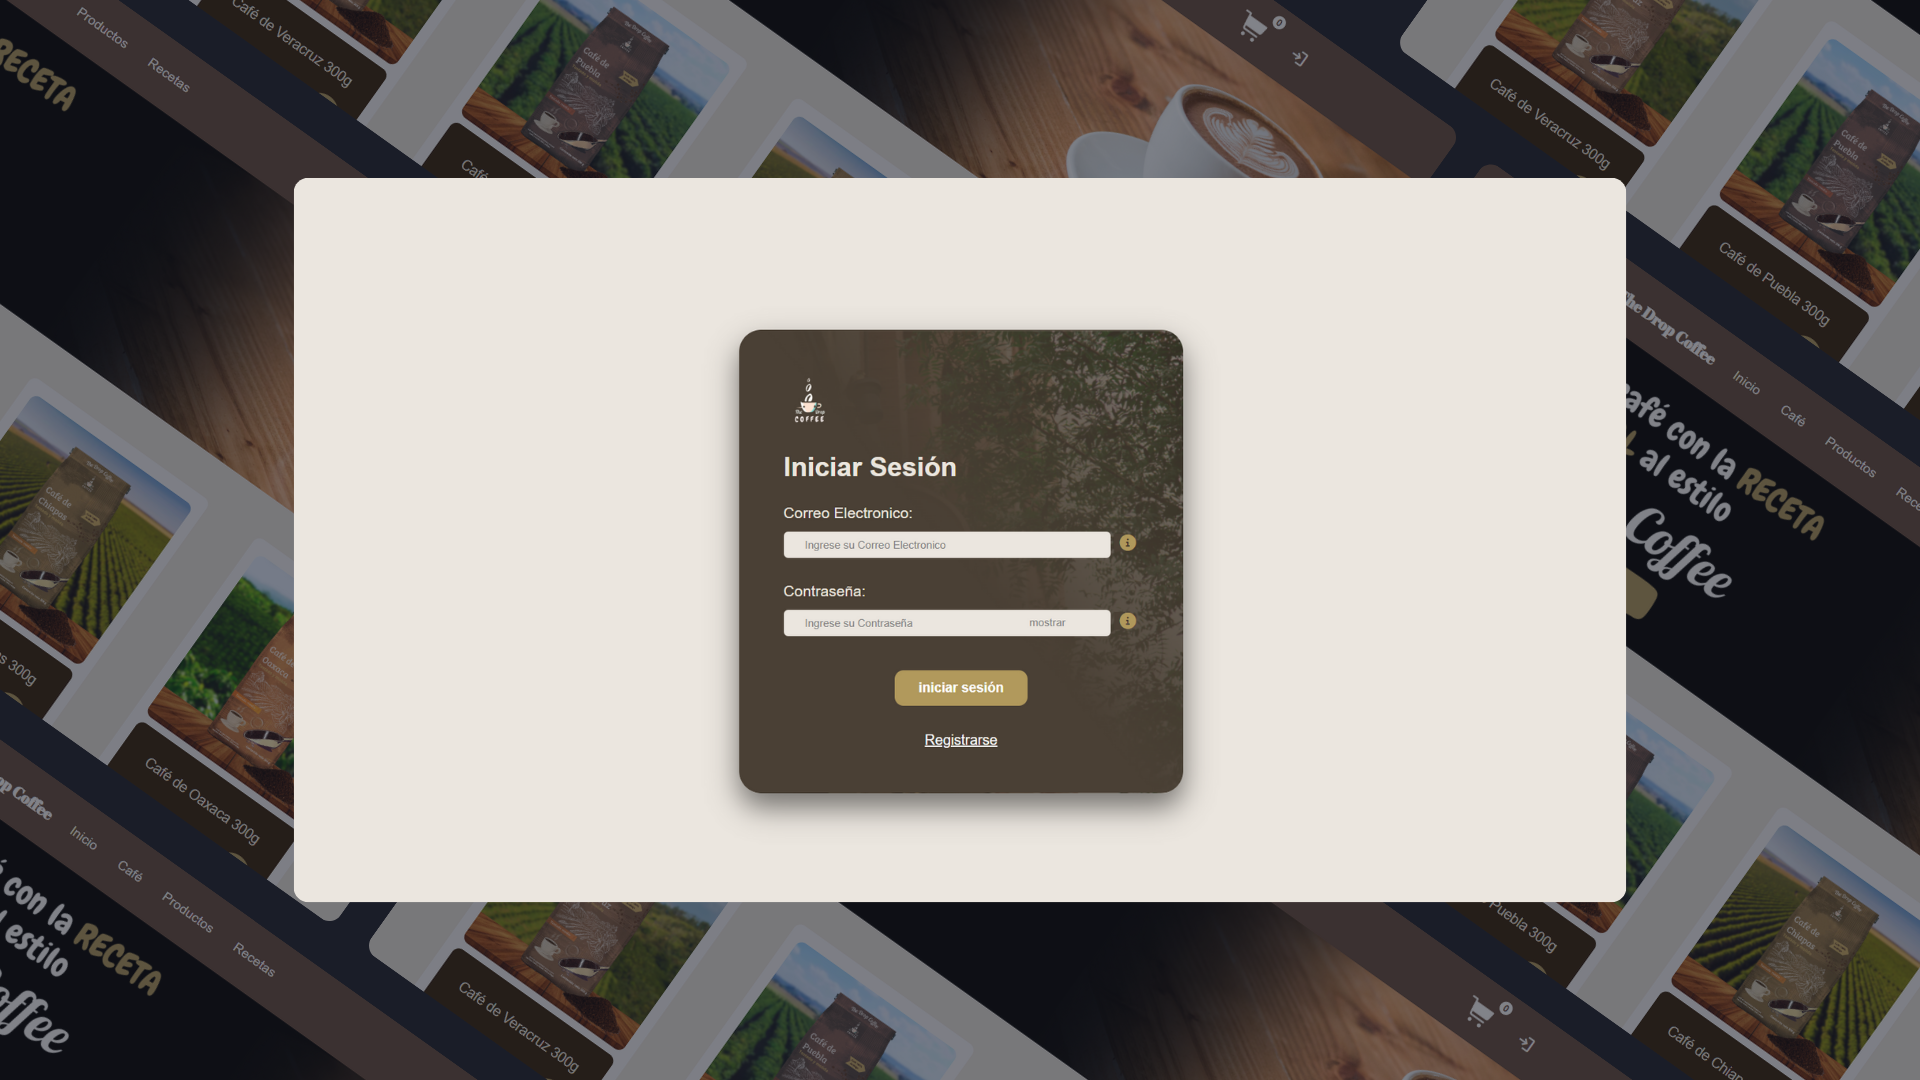 RECETA
Productos
Recetas
Café de Veracruz 300g
Café de
Puebla
0
Café de Veracruz 300g
Café de
Puebla
Café de Puebla 300g
The Drop Coffee
Inicio
Café
Productos
café con la RECETA
al estilo
Coffee
The Drop
COFFEE
Iniciar Sesión
Correo Electronico:
Ingrese su Correo Electronico
Contraseña:
Ingrese su Contraseña
mostrar
iniciar sesión
Registrarse
Café de
Chiapas
300g
Café de
Oaxaca
Café de Oaxaca 300g
Coffee
Inicio
Café
Productos
Recetas
con la RECETA
estilo
Café de Veracruz 300g
Café de
Puebla
Puebla 300g
Café de
Chiapas
0